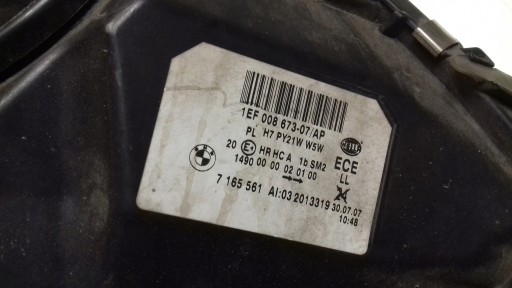 1EF 008 673-07/AP
PL H7 PY21W W5W
20 E1 HR HC A 1b SM2
1490 00 00 02 01 00
ECE
LL
7 165 561 AI:03 2013319 30.07.07
10:48